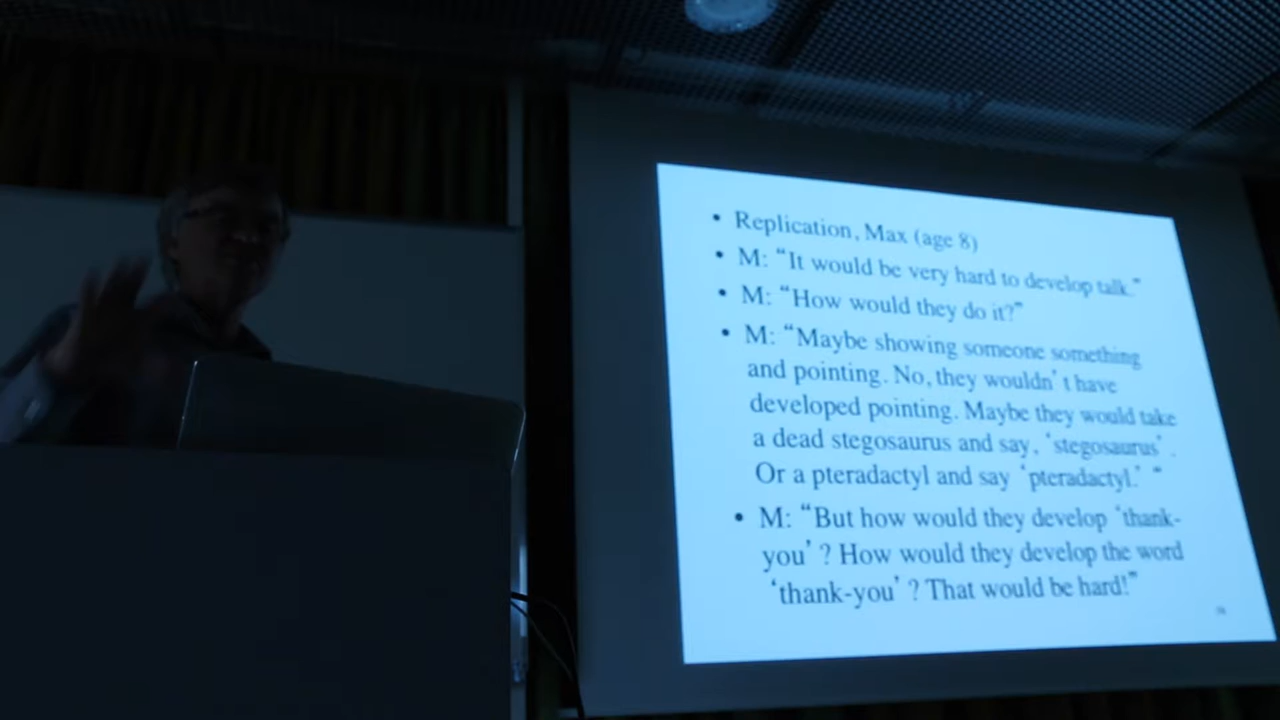 • Replication, Max (age 8)
• M: “It would be very hard to develop talk.”
• M: “How would they do it?”
• M: “Maybe showing someone something
and pointing. No, they wouldn’t have
developed pointing. Maybe they would take
a dead stegosaurus and say, ‘stegosaurus’.
Or a pteradactyl and say ‘pteradactyl.’ “
• M: “But how would they develop ‘thank-
you’? How would they develop the word
‘thank-you’? That would be hard!”